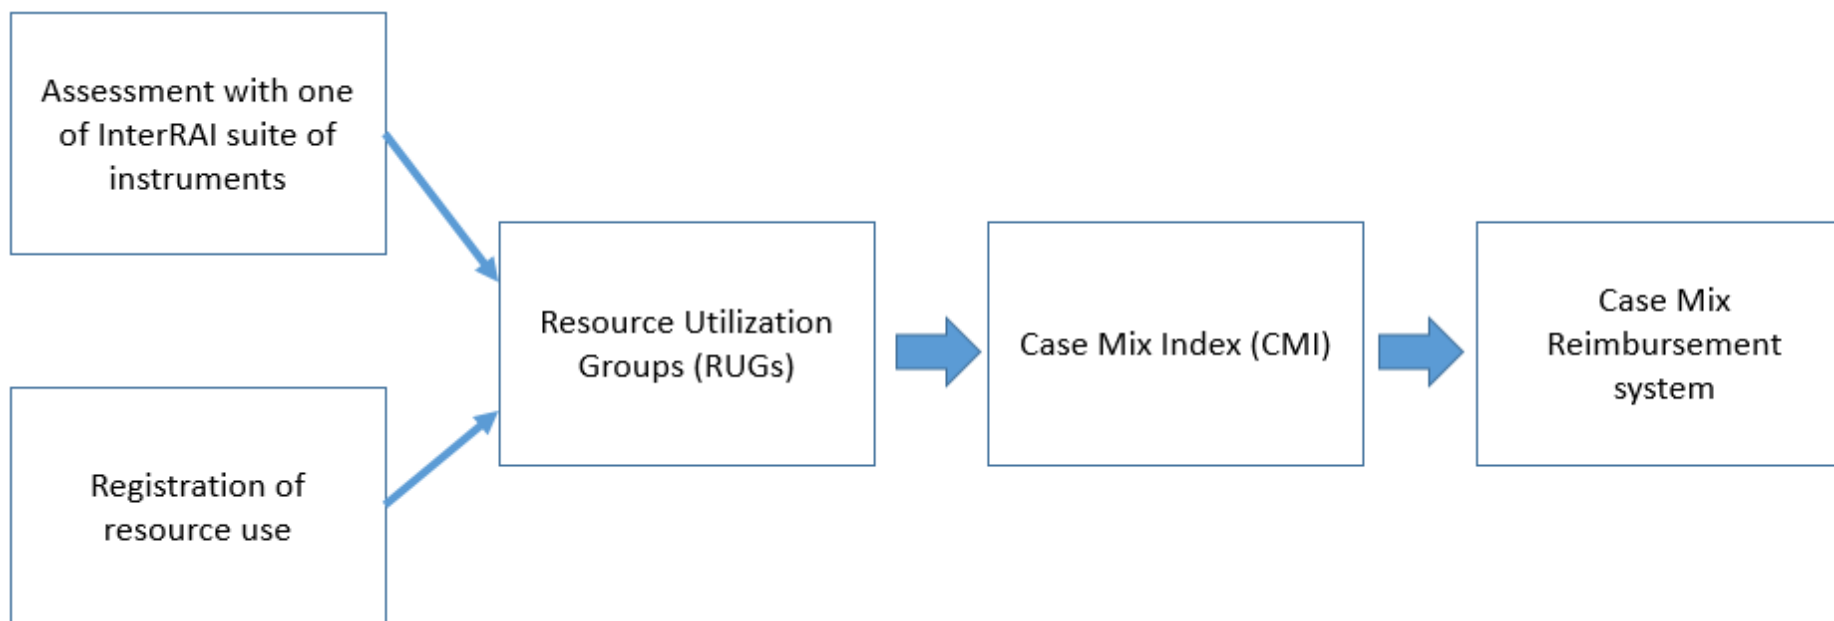 Assessment with one
of InterRAI suite of
instruments
Registration of
resource use
Resource Utilization
Groups (RUGs)
Case Mix Index (CMI)
Case Mix
Reimbursement
system